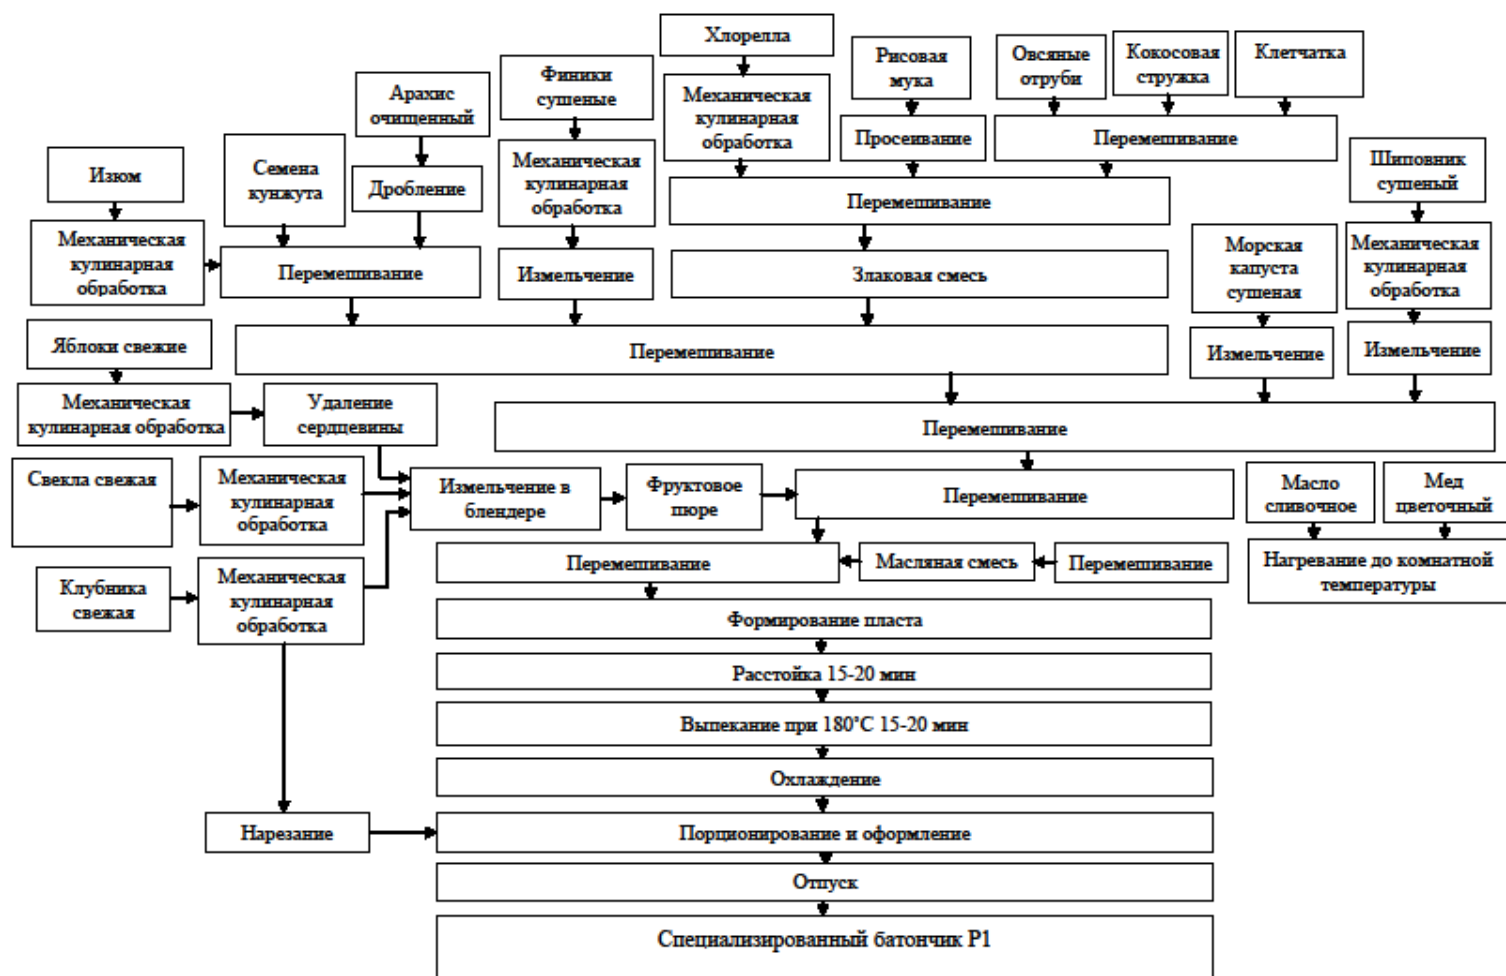 Хлорелла
Рисовая
мука
Овсяные
отруби
Кокосовая
стружка
Клетчатка
Финики
сушеные
Арахис
очищенный
Механическая
кулинарная
обработка
Просеивание
Перемешивание
Изюм
Семена
кунжута
Дробление
Механическая
кулинарная
обработка
Шиповник
сушеный
Перемешивание
Механическая
кулинарная
обработка
Перемешивание
Измельчение
Злаковая смесь
Морская
капуста
сушеная
Механическая
кулинарная
обработка
Яблоки свежие
Перемешивание
Измельчение
Измельчение
Механическая
кулинарная обработка
Удаление
сердцевины
Перемешивание
Свекла свежая
Механическая
кулинарная
обработка
Измельчение в
блендере
Фруктовое
пюре
Перемешивание
Масло
сливочное
Мед
цветочный
Перемешивание
Масляная смесь
Перемешивание
Нагревание до комнатной
температуры
Клубника
свежая
Механическая
кулинарная
обработка
Формирование пласта
Расстойка 15-20 мин
Выпекание при 180°С 15-20 мин
Охлаждение
Нарезание
Порционирование и оформление
Отпуск
Специализированный батончик Р1